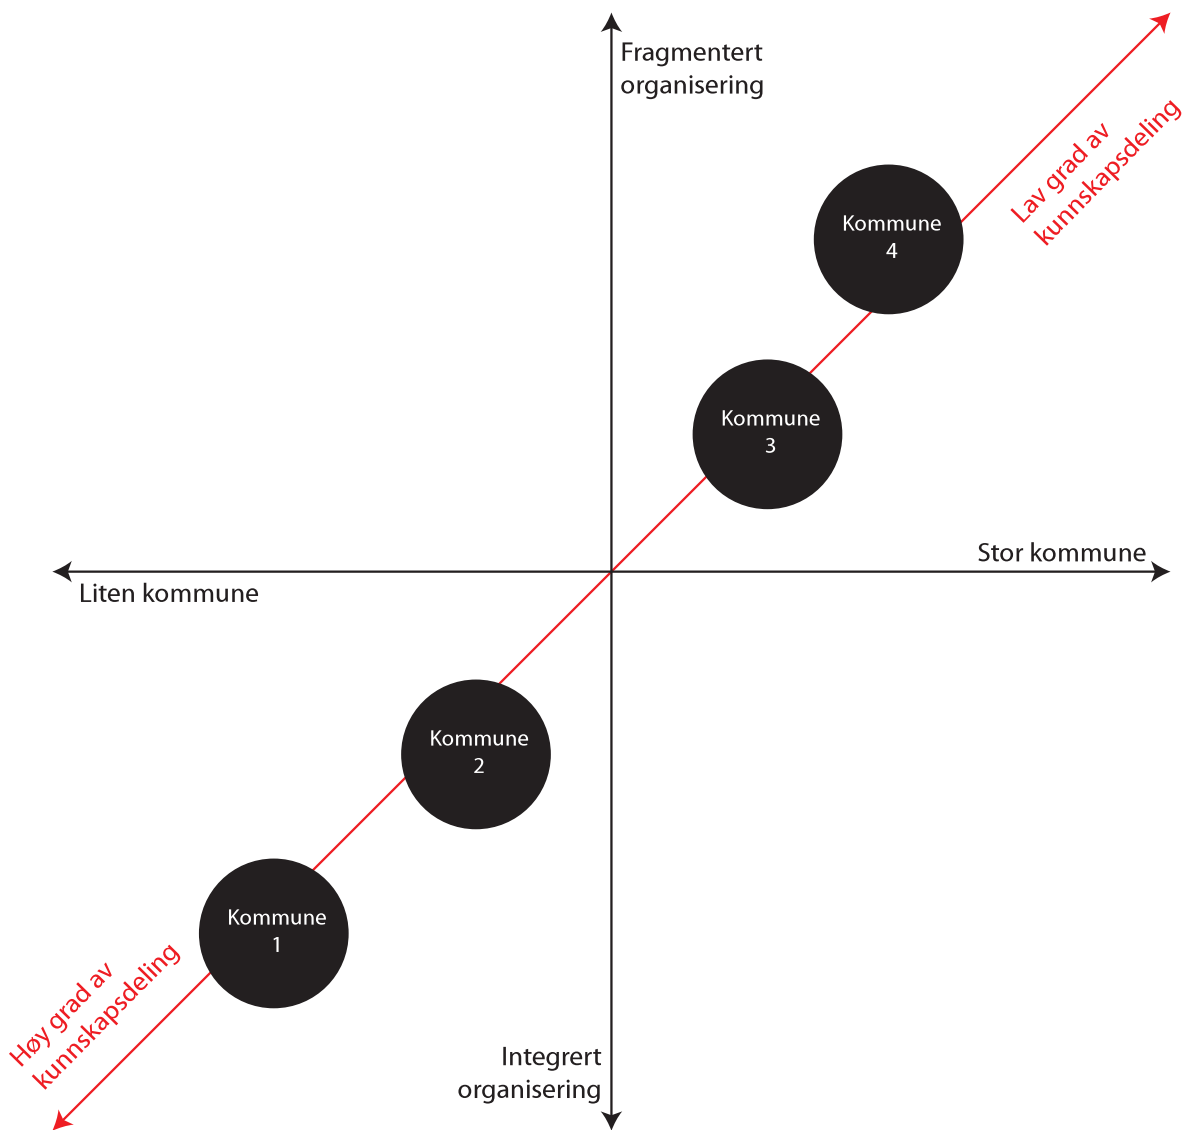 Fragmentert
organisering
Lav grad av
kunnskapsdeling
Kommune
4
Kommune
3
Stor kommune
Liten kommune
Kommune
2
Kommune
1
Høy grad av
kunnskapsdeling
Integrert
organisering